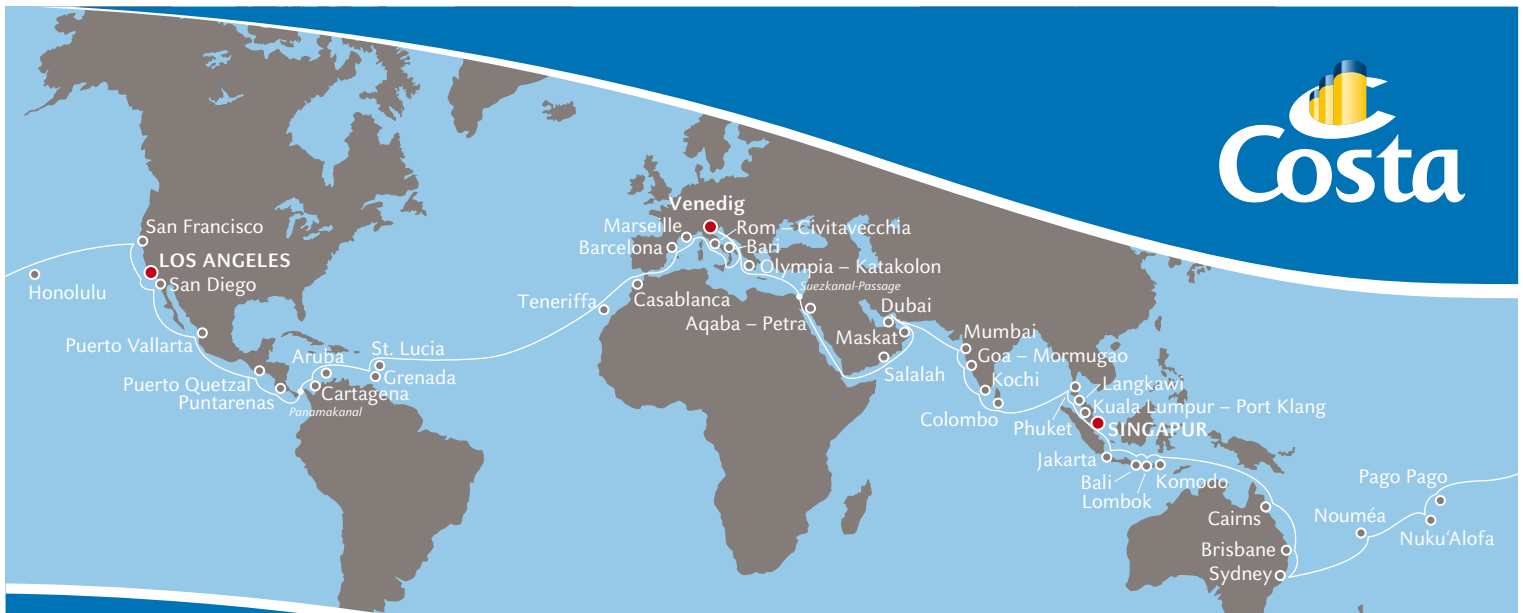 Costa
Venedig
San Francisco
Marseille
Rom – Civitavecchia
Barcelona
Bari
LOS ANGELES
Olympia – Katakolon
San Diego
Suezkanal-Passage
Honolulu
Teneriffa
Casablanca
Dubai
Aqaba – Petra
Mumbai
Maskat
Puerto Vallarta
St. Lucia
Aruba
Goa – Mormugao
Salalah
Grenada
Kochi
Puerto Quetzal
Langkawi
Cartagena
Puntarenas
Kuala Lumpur – Port Klang
Panamakanal
Colombo
Phuket
SINGAPUR
Jakarta
Pago Pago
Bali
Komodo
Lombok
Cairns
Nouméa
Nuku‘Alofa
Brisbane
Sydney